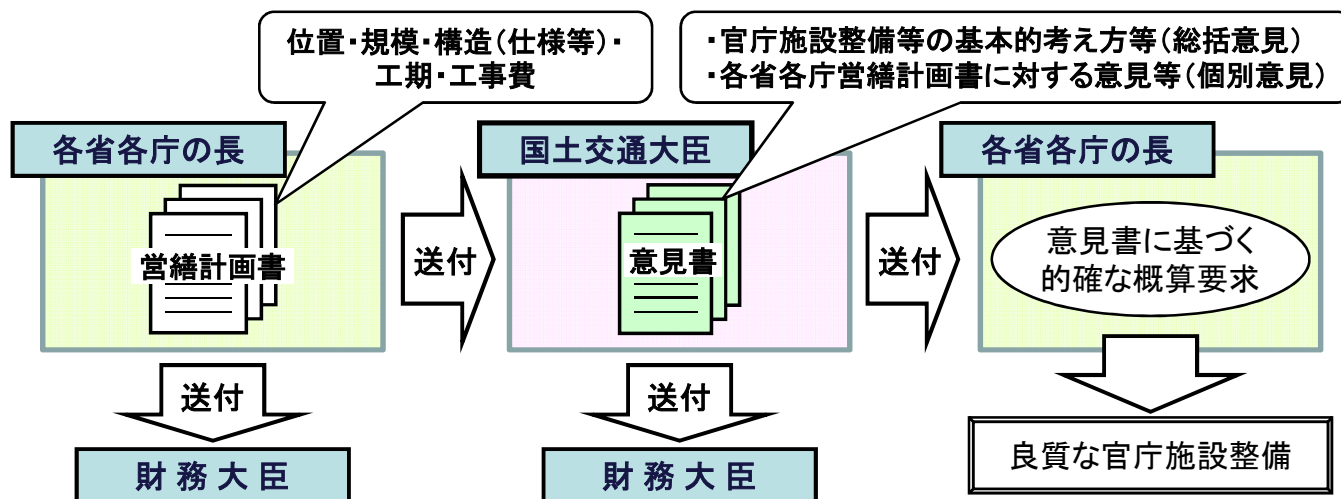 位置・規模・構造(仕様等)・
工期・工事費
・官庁施設整備等の基本的考え方等(総括意見)
・各省各庁営繕計画書に対する意見等(個別意見)
各省各庁の長
国土交通大臣
各省各庁の長
営繕計画書
送付
意見書
送付
意見書に基づく
的確な概算要求
送付
送付
財務大臣
財務大臣
良質な官庁施設整備